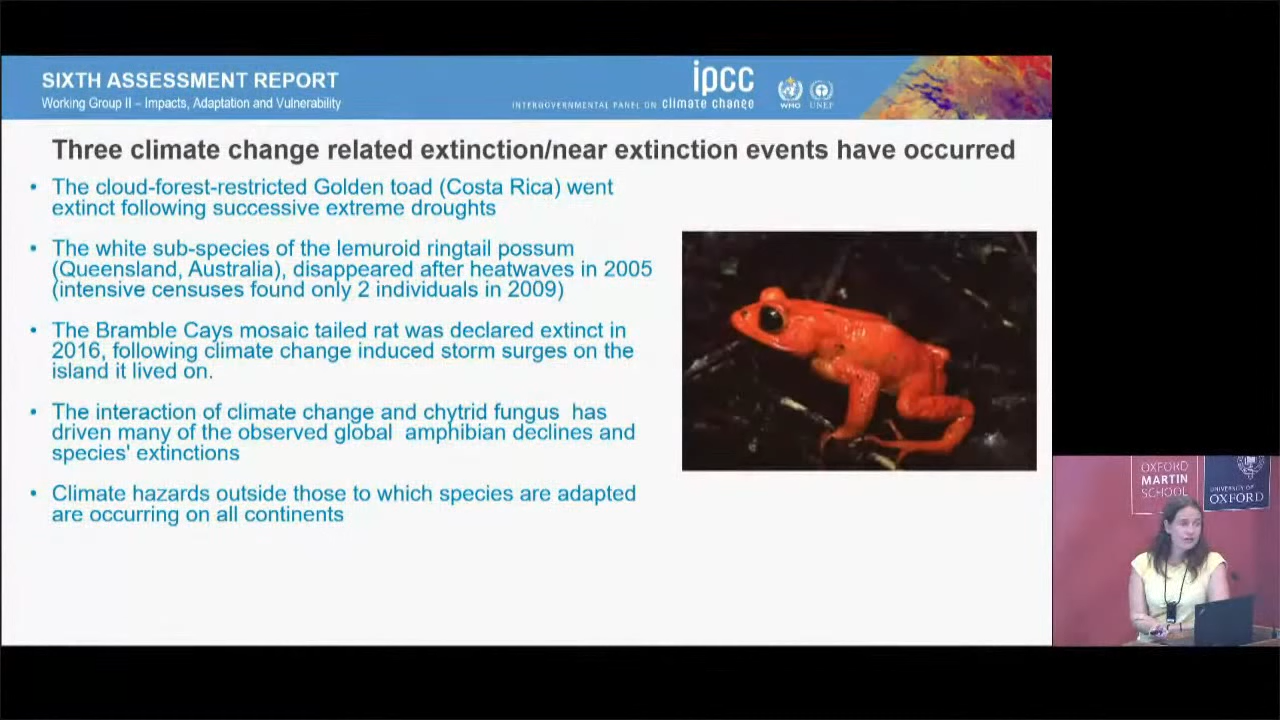 SIXTH ASSESSMENT REPORT
Working Group II – Impacts, Adaptation and Vulnerability
ipcc
INTERGOVERNMENTAL PANEL ON climate change
WMO
UNEP
Three climate change related extinction/near extinction events have occurred
• The cloud-forest-restricted Golden toad (Costa Rica) went
extinct following successive extreme droughts
• The white sub-species of the lemuroid ringtail possum
(Queensland, Australia), disappeared after heatwaves in 2005
(intensive censuses found only 2 individuals in 2009)
• The Bramble Cays mosaic tailed rat was declared extinct in
2016, following climate change induced storm surges on the
island it lived on.
• The interaction of climate change and chytrid fungus has
driven many of the observed global amphibian declines and
species' extinctions
• Climate hazards outside those to which species are adapted
are occurring on all continents
OXFORD
MARTIN
SCHOOL
UNIVERSITY OF
OXFORD